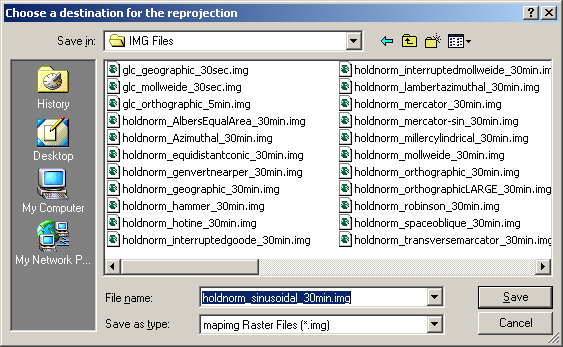 Choose a destination for the reprojection
Save in:
IMG Files
History
Desktop
My Computer
My Network P...
glc_geographic_30sec.img
glc_mollweide_30sec.img
glc_orthographic_5min.img
holdnorm_AlbersEqualArea_30min.img
holdnorm_Azimuthal_30min.img
holdnorm_equidistantconic_30min.img
holdnorm_genvertnearper_30min.img
holdnorm_geographic_30min.img
holdnorm_hammer_30min.img
holdnorm_hotine_30min.img
holdnorm_interruptedgoode_30min.img
holdnorm_interruptedmollweide_30min.im
holdnorm_lambertazimuthal_30min.img
holdnorm_mercator_30min.img
holdnorm_mercator-sin_30min.img
holdnorm_millercylindrical_30min.img
holdnorm_mollweide_30min.img
holdnorm_orthographic_30min.img
holdnorm_orthographicLARGE_30min.img
holdnorm_robinson_30min.img
holdnorm_spaceoblique_30min.img
holdnorm_transversemarcator_30min.img
File name:
holdnorm_sinusoidal_30min.img
Save
Save as type:
mapimg Raster Files (*.img)
Cancel